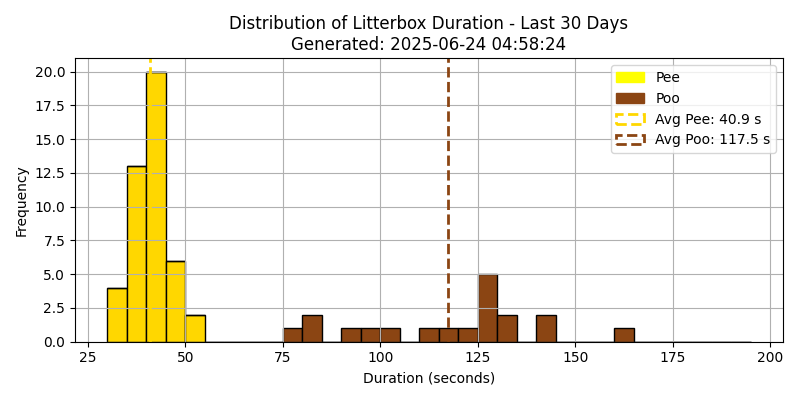 Distribution of Litterbox Duration - Last 30 Days
Generated: 2025-06-24 04:58:24
Frequency
20.0
17.5
15.0
12.5
10.0
7.5
5.0
2.5
0.0
Pee
Poo
Avg Pee: 40.9 s
Avg Poo: 117.5 s
25 50 75 100 125 150 175 200
Duration (seconds)